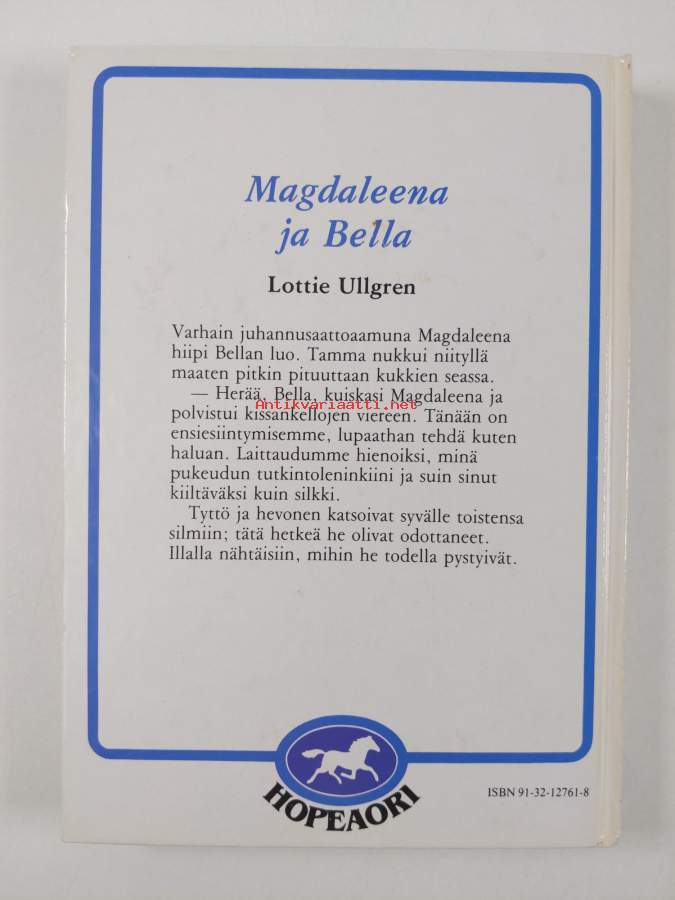 Magdaleena
ja Bella
Lottie Ullgren
Varhain juhannusaattoaamuna Magdaleena
hiipi Bellan luo. Tamma nukkui niityllä
maaten pitkin pituuttaan kukkien seassa.
— Herää, Bella, kuiskasi Magdaleena ja
Antikvariaatti.net
polvistui kissankellojen viereen. Tänään on
ensiesiintymisemme, lupaathan tehdä kuten
haluan. Laittaudumme hienoiksi, minä
pukeudun tutkintoleninkiini ja suin sinut
kiiltäväksi kuin silkki.
Tyttö ja hevonen katsoivat syvälle toistensa
silmiin; tätä hetkeä he olivat odottaneet.
Illalla nähtäisiin, mihin he todella pystyivät.
HOPEAORI
ISBN 91-32-12761-8